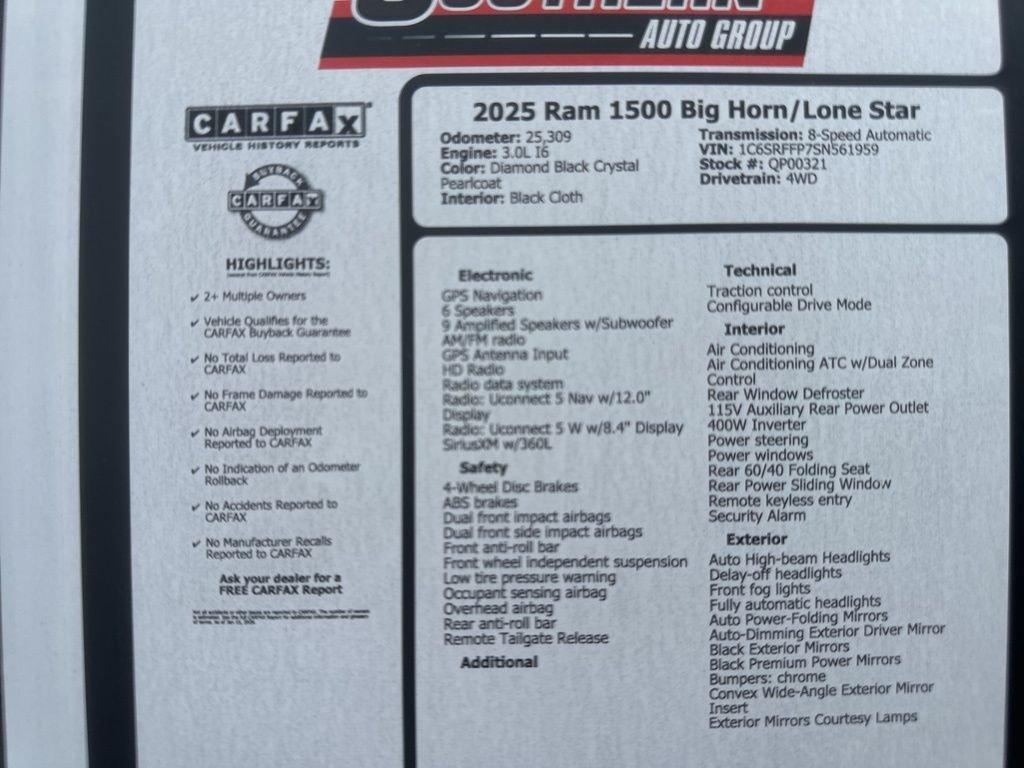 AUTO GROUP
CARFAX
VEHICLE HISTORY REPORTS
BUYBACK
CARFAX
GUARANTEE
HIGHLIGHTS:
✓ 2+ Multiple Owners
✓ Vehicle Qualifies for the
CARFAX Buyback Guarantee
✓ No Total Loss Reported to
CARFAX
✓ No Frame Damage Reported to
CARFAX
✓ No Airbag Deployment
Reported to CARFAX
✓ No Indication of an Odometer
Rollback
✓ No Accidents Reported to
CARFAX
✓ No Manufacturer Recalls
Reported to CARFAX
Ask your dealer for a
FREE CARFAX Report
2025 Ram 1500 Big Horn/Lone Star
Odometer: 25,309
Engine: 3.0L I6
Color: Diamond Black Crystal
Pearlcoat
Interior: Black Cloth
Transmission: 8-Speed Automatic
VIN: 1C6SRFFP7SN561959
Stock #: QP00321
Drivetrain: 4WD
Electronic
GPS Navigation
6 Speakers
9 Amplified Speakers w/Subwoofer
AM/FM radio
GPS Antenna Input
HD Radio
Radio data system
Radio: Uconnect 5 Nav w/12.0"
Display
Radio: Uconnect 5 W w/8.4" Display
SiriusXM w/360L
Safety
4-Wheel Disc Brakes
ABS brakes
Dual front impact airbags
Dual front side impact airbags
Front anti-roll bar
Front wheel independent suspension
Low tire pressure warning
Occupant sensing airbag
Overhead airbag
Rear anti-roll bar
Remote Tailgate Release
Additional
Technical
Traction control
Configurable Drive Mode
Interior
Air Conditioning
Air Conditioning ATC w/Dual Zone
Control
Rear Window Defroster
115V Auxiliary Rear Power Outlet
400W Inverter
Power steering
Power windows
Rear 60/40 Folding Seat
Rear Power Sliding Window
Remote keyless entry
Security Alarm
Exterior
Auto High-beam Headlights
Delay-off headlights
Front fog lights
Fully automatic headlights
Auto Power-Folding Mirrors
Auto-Dimming Exterior Driver Mirror
Black Exterior Mirrors
Black Premium Power Mirrors
Bumpers: chrome
Convex Wide-Angle Exterior Mirror
Insert
Exterior Mirrors Courtesy Lamps